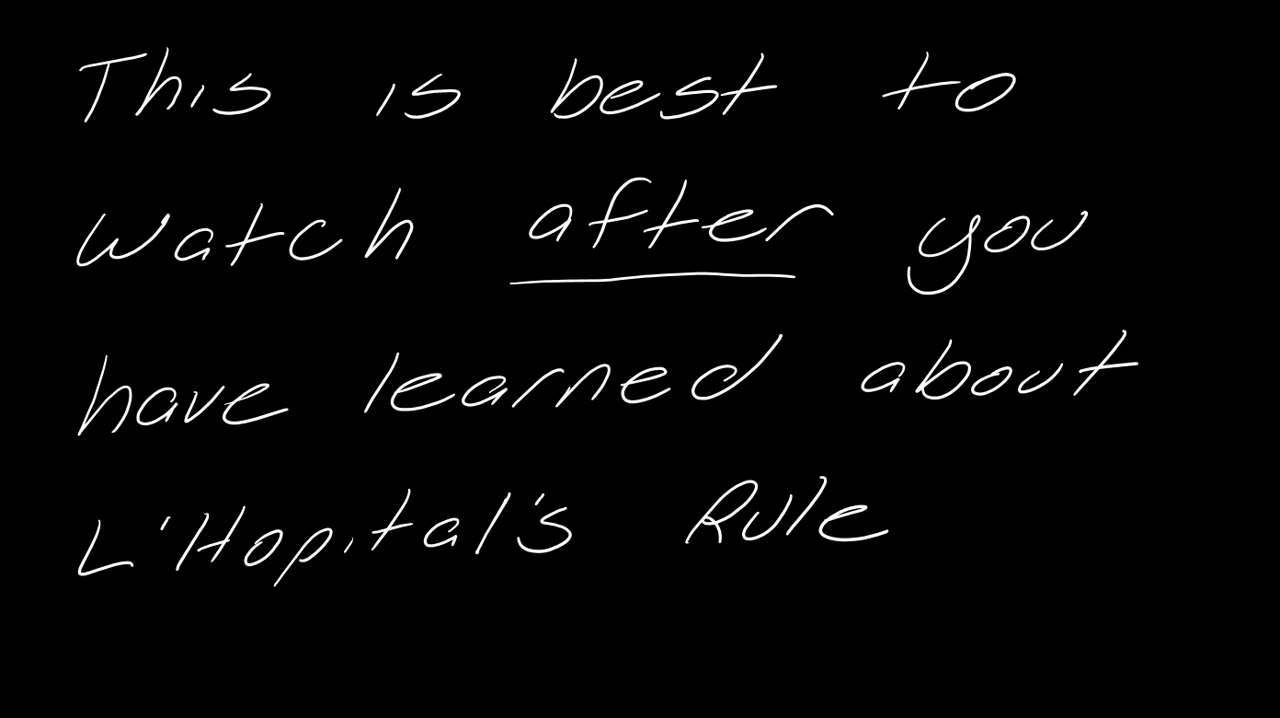 This is best to
Watch after you
have learned about
L'Hopital's Rule